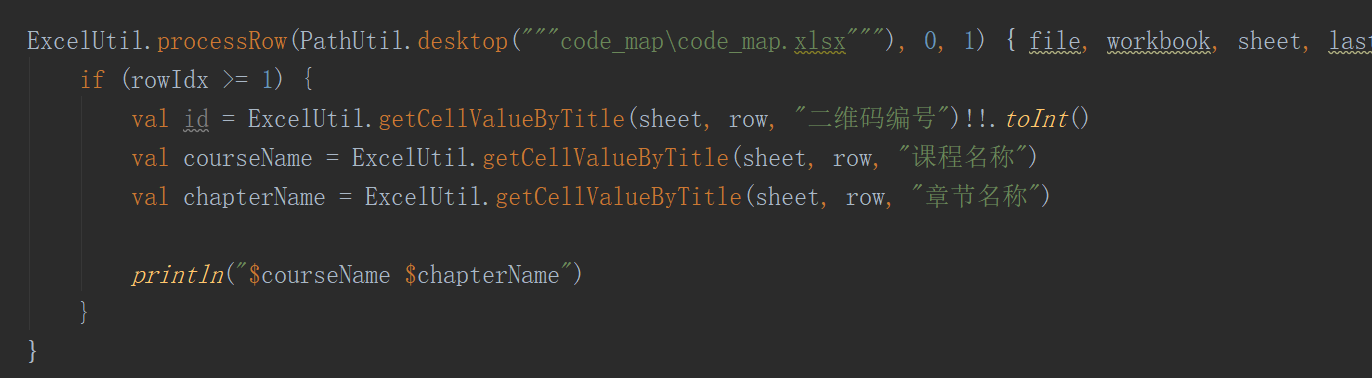 ExcelUtil.processRow(PathUtil.desktop("""code_map\code_map.xlsx"""), 0, 1) { file, workbook, sheet, last
if (rowIdx >= 1) {
val id = ExcelUtil.getCellValueByTitle(sheet, row, "二维码编号")!!.toInt()
val courseName = ExcelUtil.getCellValueByTitle(sheet, row, "课程名称")
val chapterName = ExcelUtil.getCellValueByTitle(sheet, row, "章节名称")
println("$courseName $chapterName")
}
}